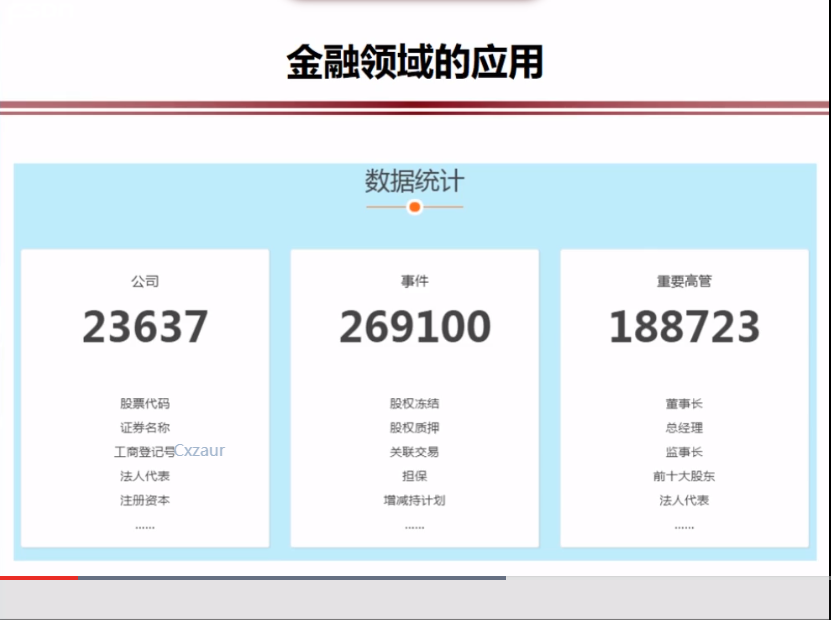 金融领域的应用
数据统计
公司
23637
股票代码
证券名称
工商登记号
Cxzaur
法人代表
注册资本
......
事件
269100
股权冻结
股权质押
关联交易
担保
增减持计划
......
重要高管
188723
董事长
总经理
监事长
前十大股东
法人代表
......